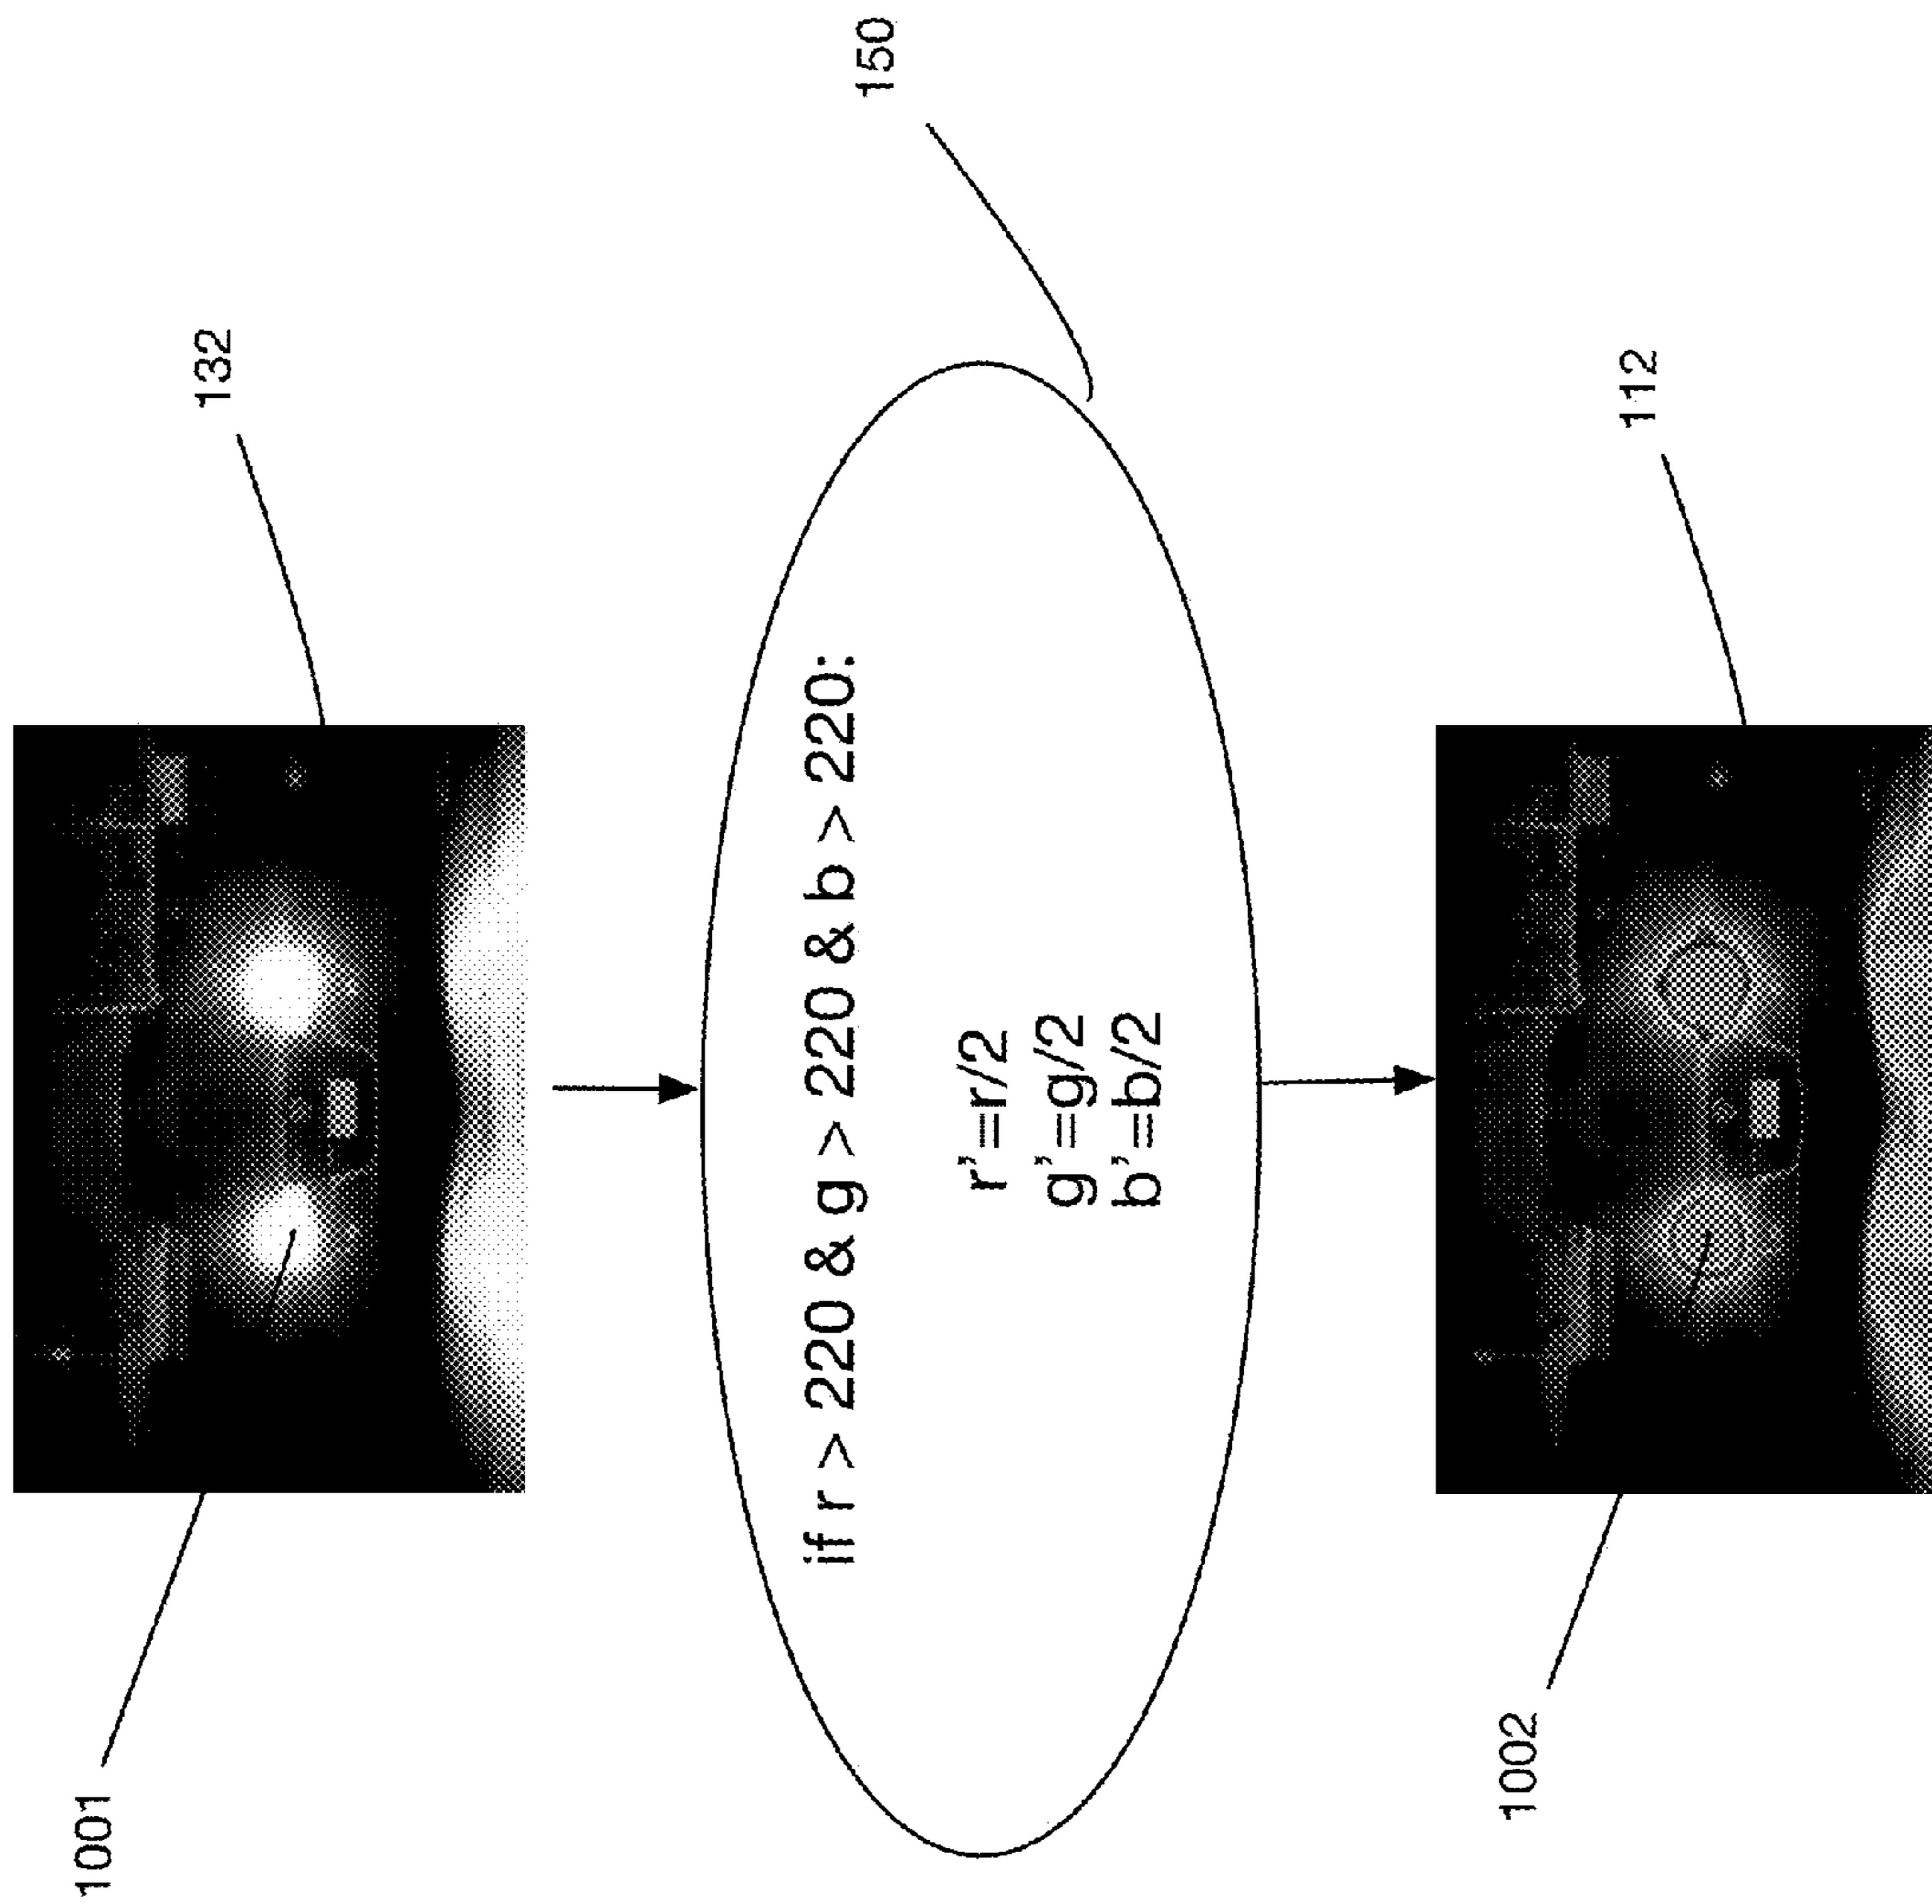 1001
132
150
if r > 220 & g > 220 & b > 220:
r'=r/2
g'=g/2
b'=b/2
1002
112